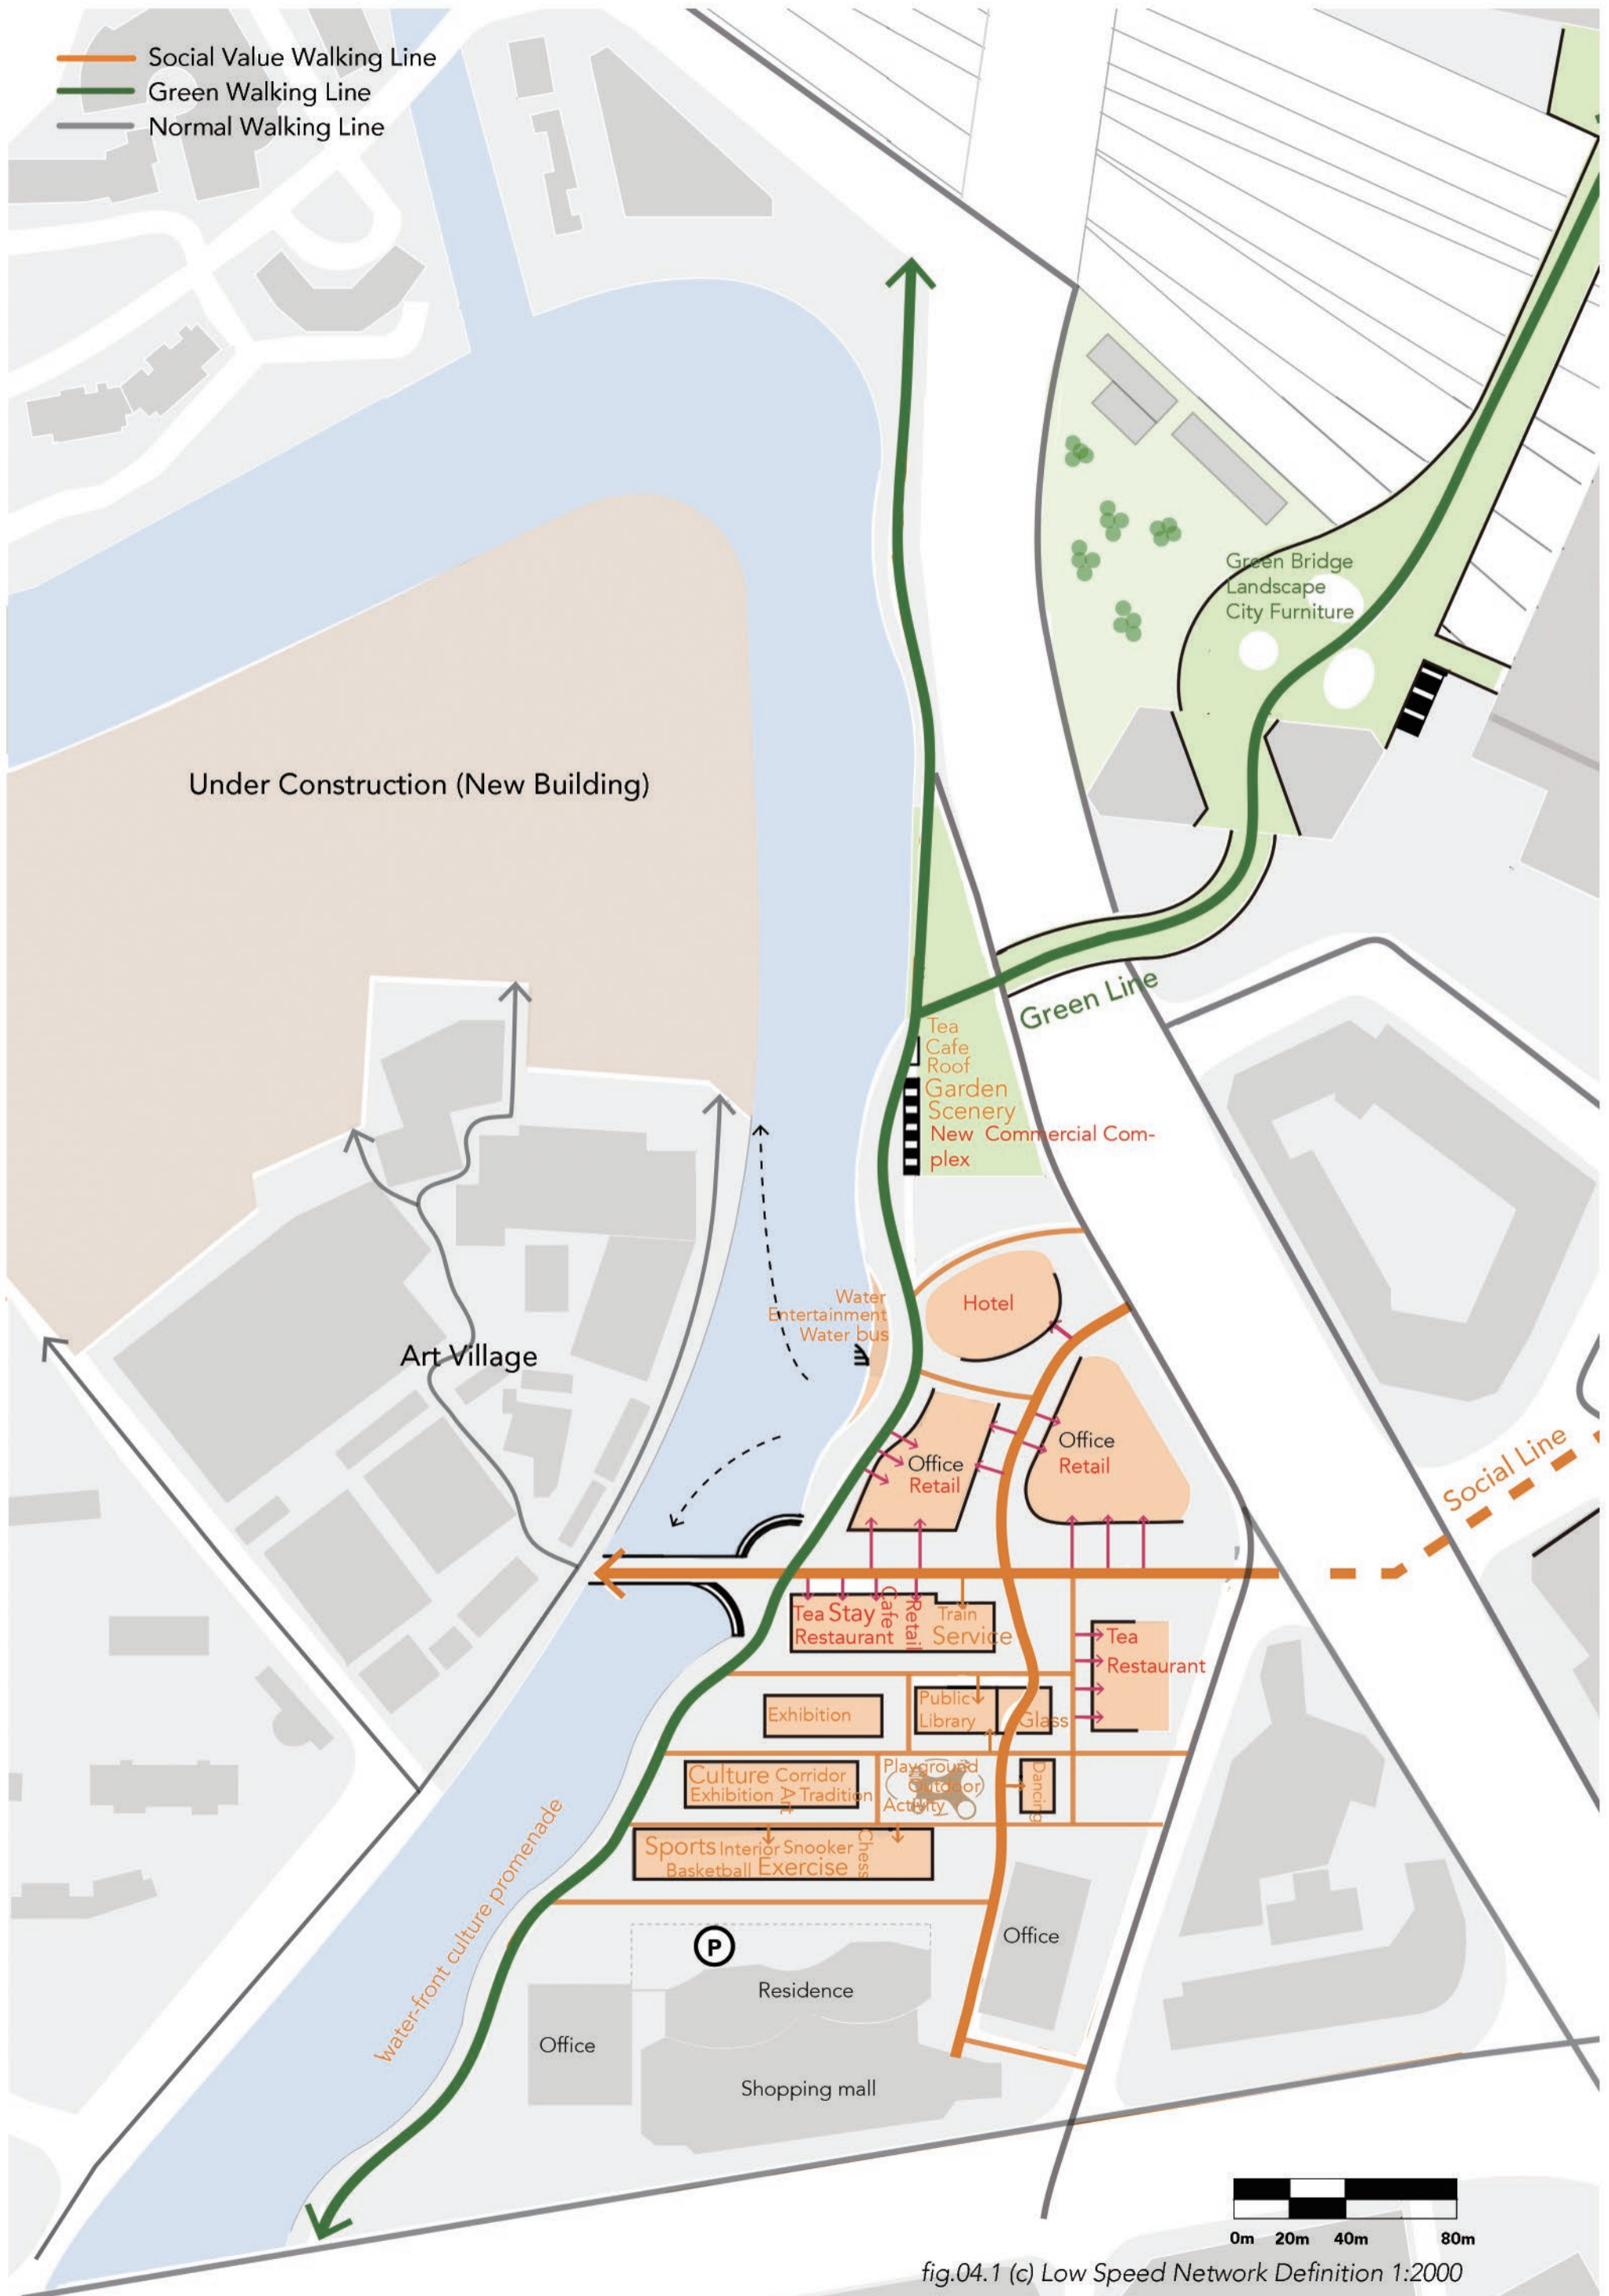 Social Value Walking Line
Green Walking Line
Normal Walking Line
Green Bridge
Landscape
City Furniture
Under Construction (New Building)
Green Line
Tea
Cafe
Roof
Garden
Scenery
New Commercial Com-
plex
Water
Entertainment
Water bus
Hotel
Art Village
Office
Retail
Office
Retail
Social Line
Tea Stay
Restaurant
Cafe
Retail
Train
Service
Tea
Restaurant
Exhibition
Public
Library
Glass
Culture Corridor
Exhibition Art Tradition
Playground
Outdoor
Activity
Dancing
Sports Interior Snooker
Basketball Exercise
Chess
water-front culture promenade
P
Office
Residence
Office
Shopping mall
0m 20m 40m 80m
fig.04.1 (c) Low Speed Network Definition 1:2000